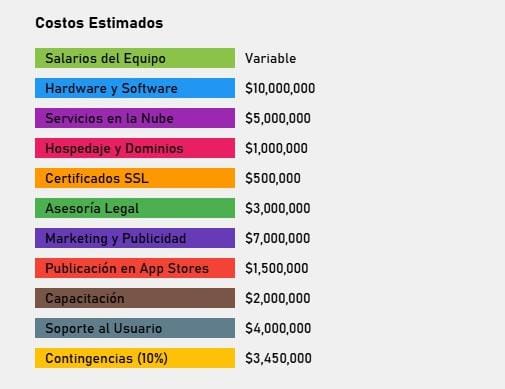 Costos Estimados
Salarios del Equipo Variable
Hardware y Software $10,000,000
Servicios en la Nube $5,000,000
Hospedaje y Dominios $1,000,000
Certificados SSL $500,000
Asesoría Legal $3,000,000
Marketing y Publicidad $7,000,000
Publicación en App Stores $1,500,000
Capacitación $2,000,000
Soporte al Usuario $4,000,000
Contingencias (10%) $3,450,000